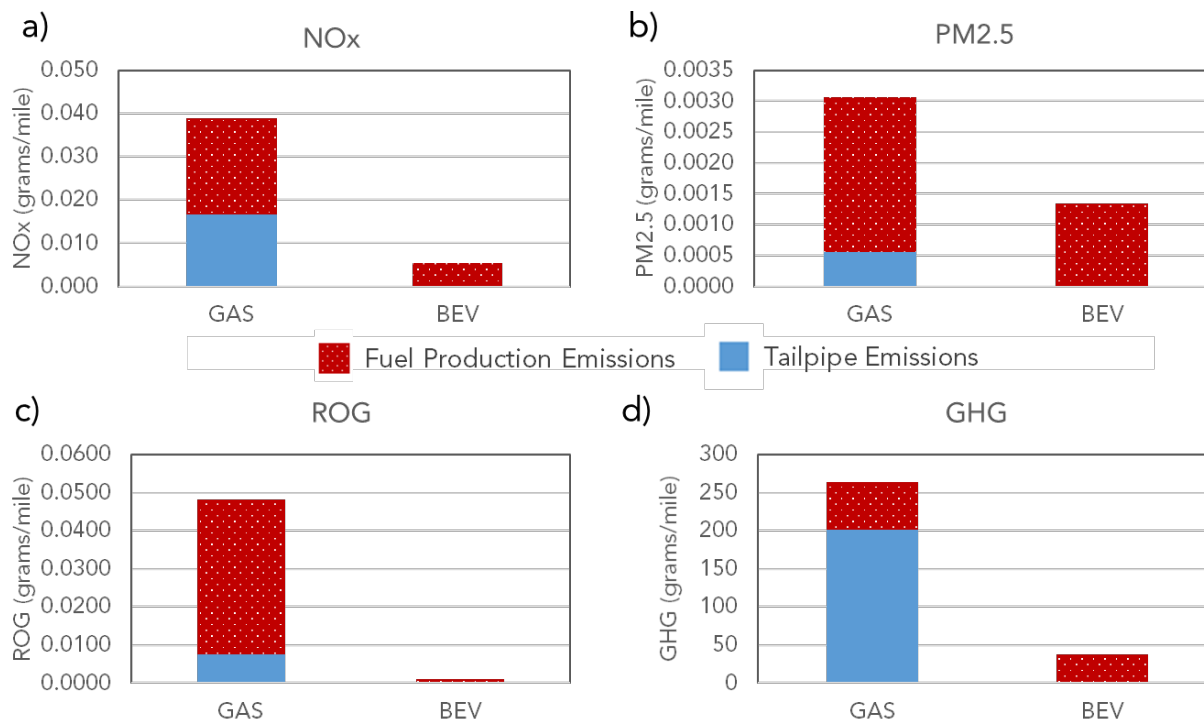 a)
NOx
NOx (grams/mile)
0.050
0.040
0.030
0.020
0.010
0.000
GAS BEV
b)
PM2.5
PM2.5 (grams/mile)
0.0035
0.0030
0.0025
0.0020
0.0015
0.0010
0.0005
0.0000
GAS BEV
Fuel Production Emissions Tailpipe Emissions
c)
ROG
ROG (grams/mile)
0.0600
0.0500
0.0400
0.0300
0.0200
0.0100
0.0000
GAS BEV
d)
GHG
GHG (grams/mile)
300
250
200
150
100
50
0
GAS BEV